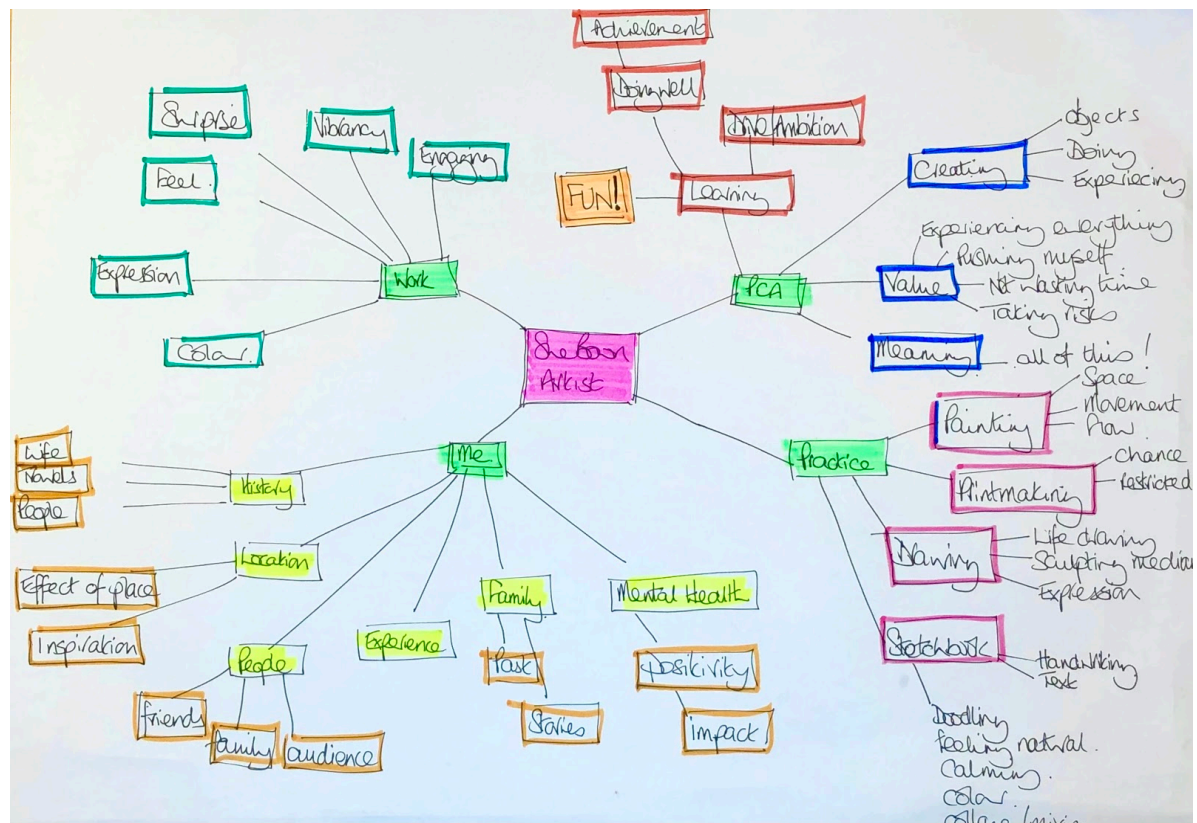 Achievement
Doing well
Drive/Ambition
Learning
FUN!
Surprise
Vibrancy
Engaging
Feel.
Expression
Colour.
Work
PCA
Creating
objects
Doing
Experiecing
Value
Experiencing everything
Pushing myself
Not wasting time
Taking risks
Meaning
all of this!
Artist
Me.
History
Life
Novels
People
Location
Effect of place
Inspiration
People
friends
family
audience
Experience
Family
Past
Stories
Mental Health
positivity
impact
Practice
Painting
Space
Movement
Flow
Printmaking
chance
Restricted
Drawing
Life drawing
Sculpting
Expression
Sketchbook
Handwriting
Text
Doodling
feeling natural.
Calming.
colour.